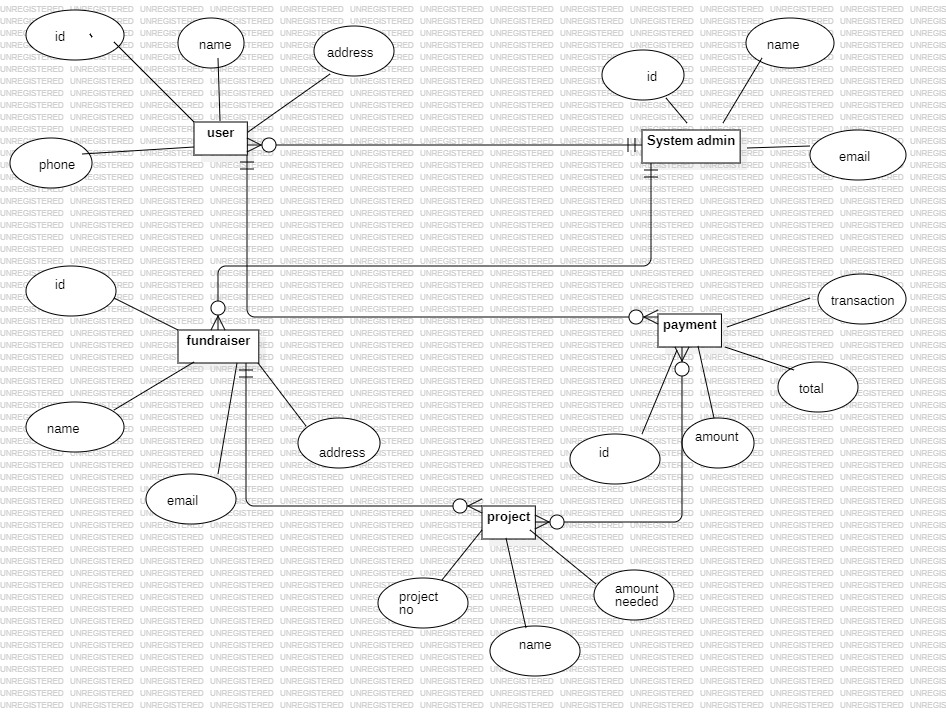 id
name
address
name
id
user
System admin
phone
email
id
transaction
payment
fundraiser
total
name
amount
address
id
email
project
project
no
amount
needed
name